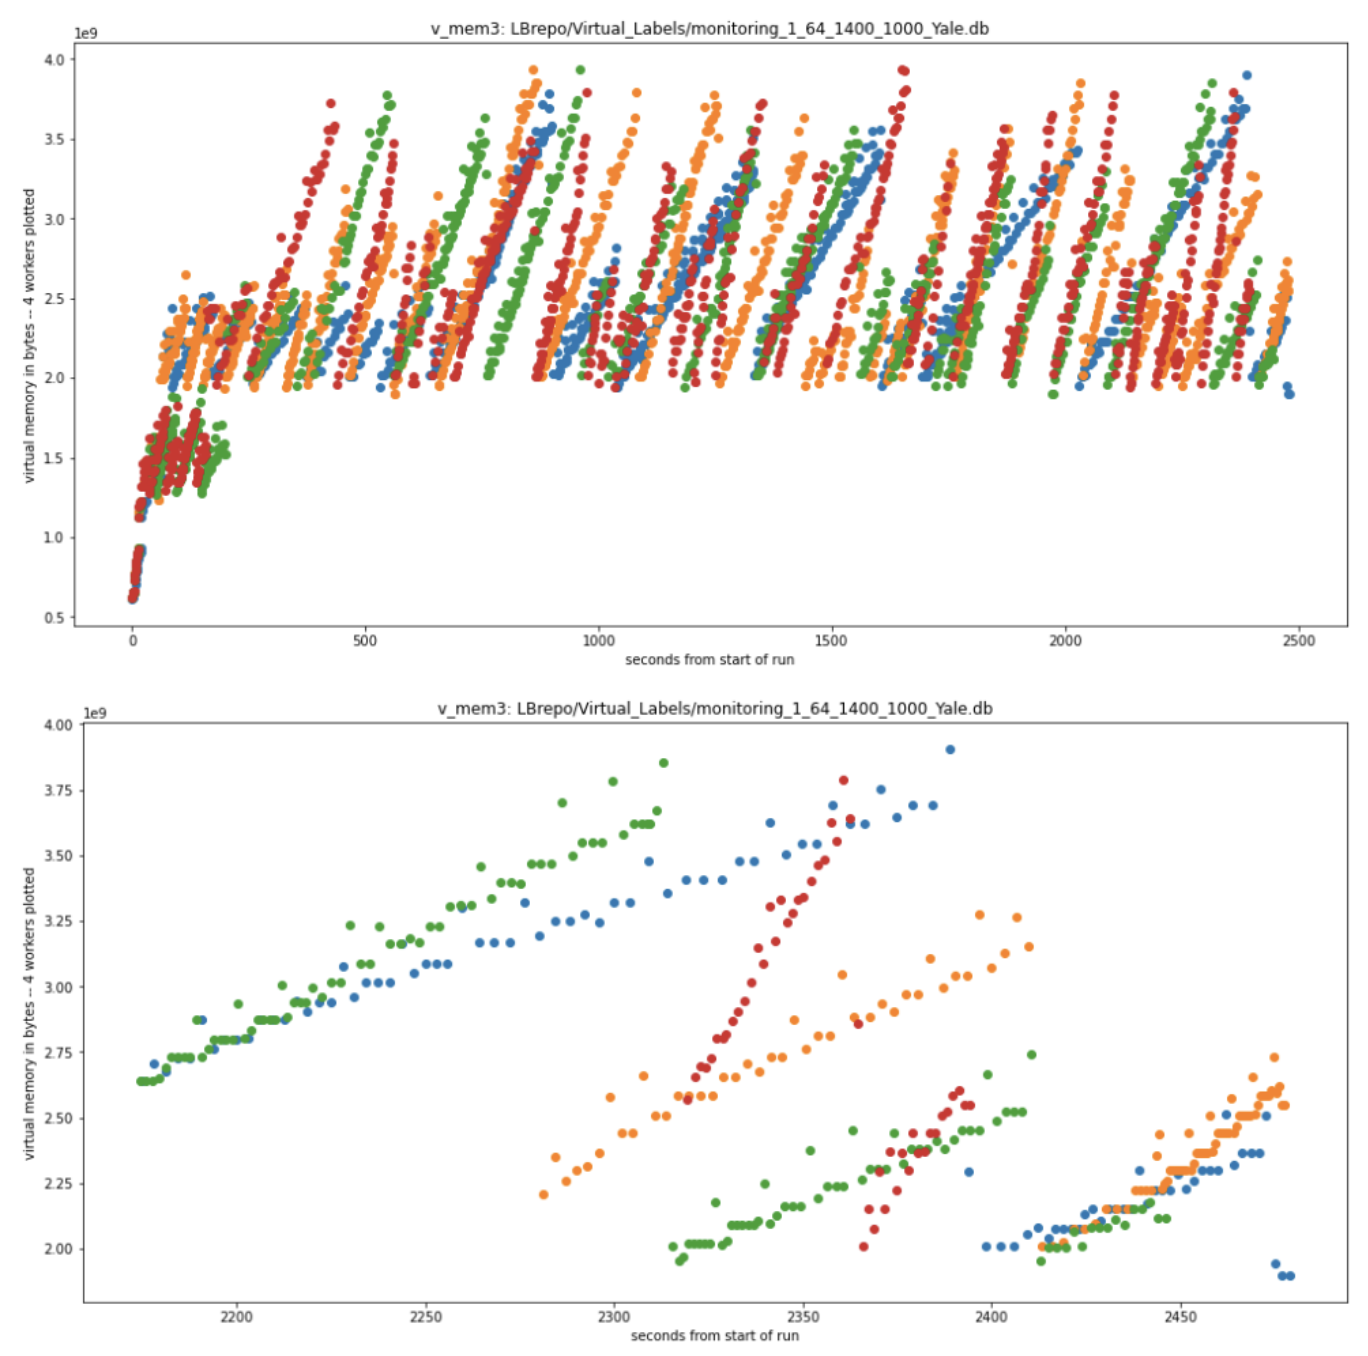 v_mem3: LBrepo/Virtual_Labels/monitoring_1_64_1400_1000_Yale.db
1e9
4.0
3.5
3.0
2.5
2.0
1.5
1.0
0.5
virtual memory in bytes -- 4 workers plotted
0 500 1000 1500 2000 2500
seconds from start of run
v_mem3: LBrepo/Virtual_Labels/monitoring_1_64_1400_1000_Yale.db
1e9
4.00
3.75
3.50
3.25
3.00
2.75
2.50
2.25
2.00
virtual memory in bytes -- 4 workers plotted
2200 2250 2300 2350 2400 2450
seconds from start of run